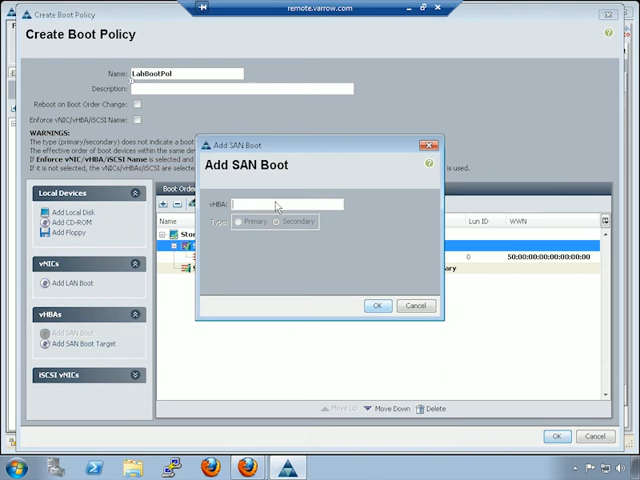 remote.varrow.com
Create Boot Policy
Create Boot Policy
Name: LabBootPol
Description:
Reboot on Boot Order Change:
Enforce vNIC/vHBA/iSCSI Name:
WARNINGS:
The type (primary/secondary) does not indicate a boot
The effective order of boot devices within the same de
If Enforce vNIC/vHBA/iSCSI Name is selected and
If it is not selected, the vNICs/vHBAs are selecte
k is used.
Local Devices
Add Local Disk
Add CD-ROM
Add Floppy
vNICs
Add LAN Boot
vHBAs
Add SAN Boot
Add SAN Boot Target
iSCSI vNICs
Boot Order
Name
Lun ID
WWN
Stor
0
50:00:00:00:00:00:00:00
ary
Move Up
Move Down
Delete
Add SAN Boot
Add SAN Boot
vHBA:
Type: Primary Secondary
OK
Cancel
OK
Cancel